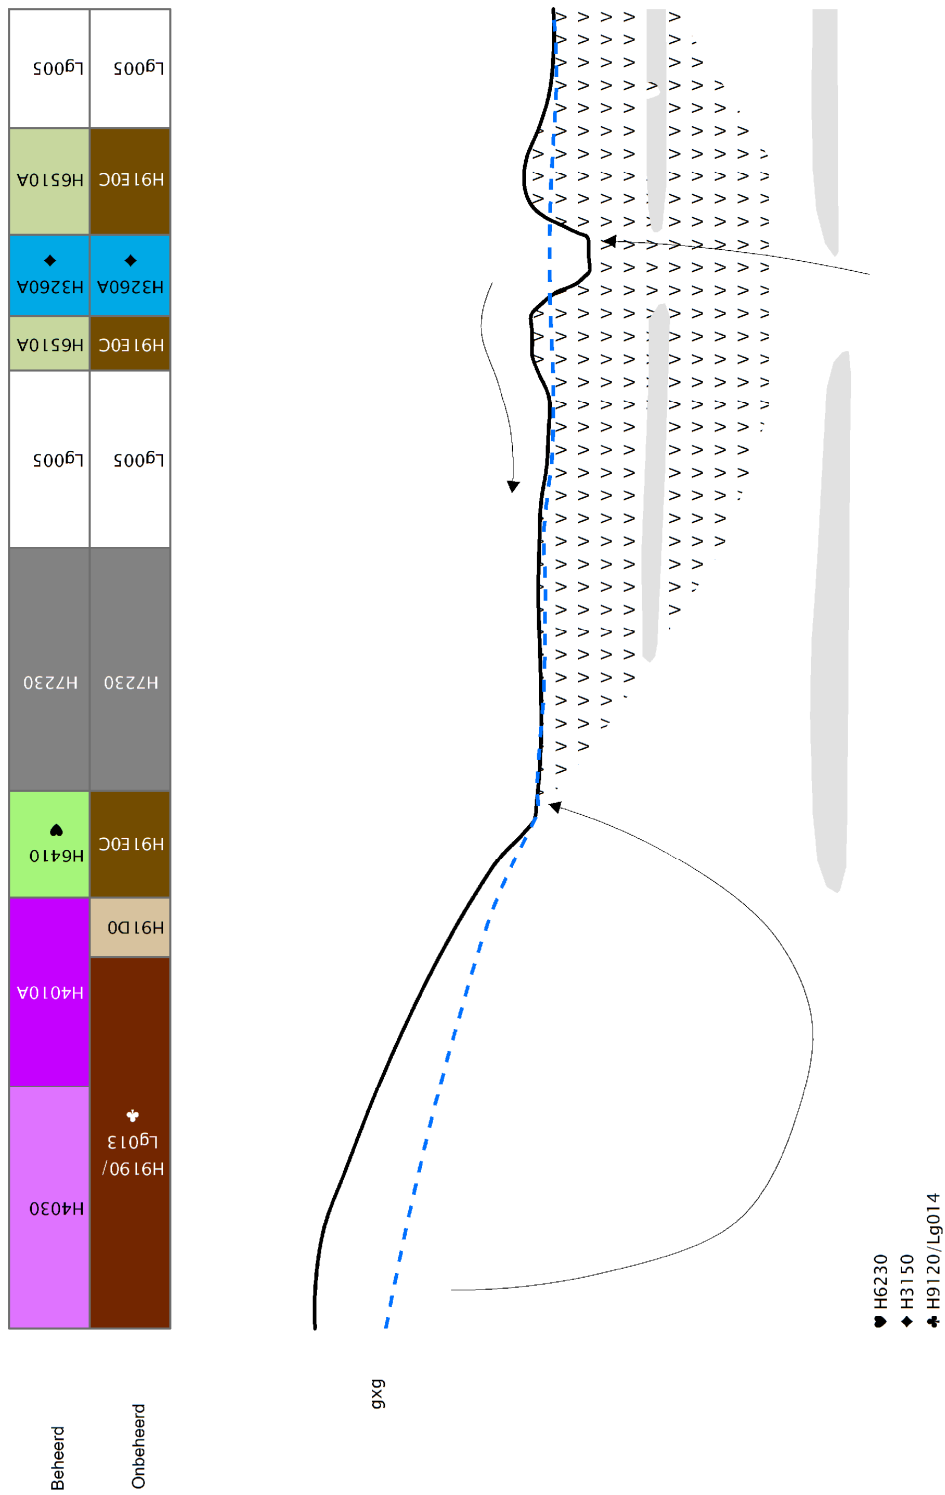 Beheerd
H4030
H4010A
H6410 ♥
H7230
Lg005
H6510A
H3260A ♦
H6510A
Lg005
Onbeheerd
H9190/
Lg013
♣
H91D0
H91E0C
H7230
Lg005
H91E0C
H3260A ♦
H91E0C
Lg005
gxg
♥ H6230
♦ H3150
♣ H9120/Lg014